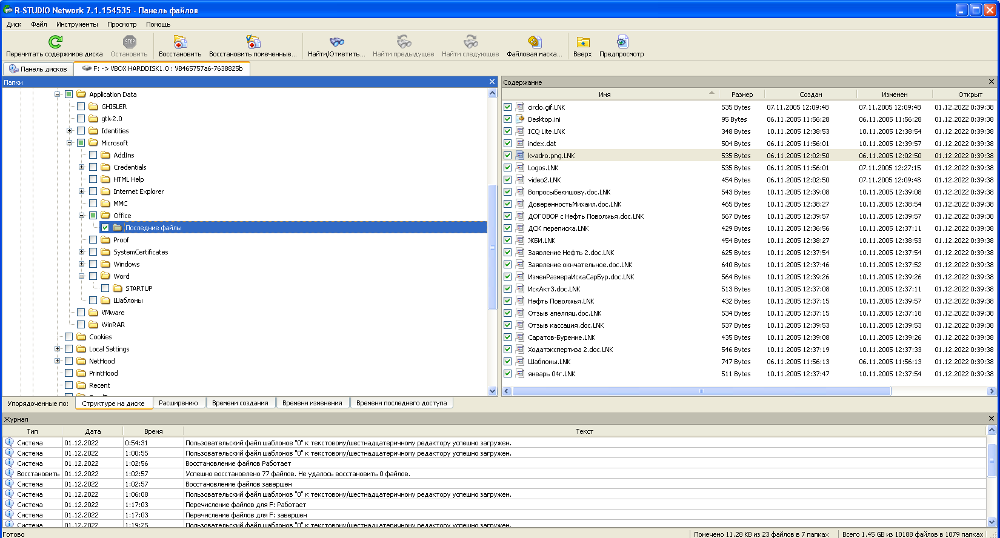 R-STUDIO Network 7.1.154535 - Панель файлов
Диск Файл Инструменты Просмотр Помощь
Перечитать содержимое диска Остановить Восстановить Восстановить помеченные... Найти/Отметить... Найти предыдущее Найти следующее Файловая маска... Вверх Предпросмотр
Панель дисков F: -> VBOX HARDDISK1.0 : VB465757a6-7638825b
Папки
Application Data
GHISLER
gtk-2.0
Identities
Microsoft
AddIns
Credentials
HTML Help
Internet Explorer
MMC
Office
Последние файлы
Proof
SystemCertificates
Windows
Word
STARTUP
Шаблоны
VMware
WinRAR
Cookies
Local Settings
NetHood
PrintHood
Recent
Содержание
Имя Размер Создан Изменен Открыт
circlo.gif.LNK 535 Bytes 07.11.2005 12:09:48 07.11.2005 12:09:48 01.12.2022 0:39:38
Desktop.ini 95 Bytes 06.11.2005 11:56:28 06.11.2005 11:56:28 01.12.2022 0:39:38
ICQ Lite.LNK 348 Bytes 10.11.2005 12:38:53 10.11.2005 12:38:54 01.12.2022 0:39:38
index.dat 504 Bytes 06.11.2005 11:56:01 10.11.2005 12:39:57 01.12.2022 0:39:38
kvadro.png.LNK 535 Bytes 06.11.2005 12:02:50 06.11.2005 12:02:50 01.12.2022 0:39:38
Logos.LNK 535 Bytes 06.11.2005 11:56:01 07.11.2005 12:27:15 01.12.2022 0:39:38
video2.LNK 454 Bytes 06.11.2005 12:02:50 07.11.2005 12:09:48 01.12.2022 0:39:38
ВопросыБекишову.doc.LNK 543 Bytes 10.11.2005 12:39:08 10.11.2005 12:39:08 01.12.2022 0:39:38
ДоверенностьМихаил.doc.LNK 465 Bytes 10.11.2005 12:38:27 10.11.2005 12:38:54 01.12.2022 0:39:38
ДОГОВОР с Нефть Поволжья.doc.LNK 567 Bytes 10.11.2005 12:39:57 10.11.2005 12:39:57 01.12.2022 0:39:38
ДСК переписка.LNK 429 Bytes 10.11.2005 12:36:56 10.11.2005 12:37:11 01.12.2022 0:39:38
ЖБИ.LNK 454 Bytes 10.11.2005 12:38:27 10.11.2005 12:38:53 01.12.2022 0:39:38
Заявление Нефть 2.doc.LNK 625 Bytes 10.11.2005 12:37:54 10.11.2005 12:37:54 01.12.2022 0:39:38
Заявление окнчательное.doc.LNK 640 Bytes 10.11.2005 12:37:46 10.11.2005 12:37:52 01.12.2022 0:39:38
ИзменРазмераИскаСарБур.doc.LNK 564 Bytes 10.11.2005 12:39:26 10.11.2005 12:39:26 01.12.2022 0:39:38
ИскАкт3.doc.LNK 513 Bytes 10.11.2005 12:37:08 10.11.2005 12:37:11 01.12.2022 0:39:38
Нефть Поволжья.LNK 432 Bytes 10.11.2005 12:37:15 10.11.2005 12:39:57 01.12.2022 0:39:38
Отзыв апелляц.doc.LNK 534 Bytes 10.11.2005 12:37:15 10.11.2005 12:37:18 01.12.2022 0:39:38
Отзыв кассация.doc.LNK 537 Bytes 10.11.2005 12:39:53 10.11.2005 12:39:53 01.12.2022 0:39:38
Саратов-Бурение.LNK 435 Bytes 10.11.2005 12:39:08 10.11.2005 12:39:26 01.12.2022 0:39:38
Ходатэкспертиза 2.doc.LNK 546 Bytes 10.11.2005 12:37:19 10.11.2005 12:37:33 01.12.2022 0:39:38
Шаблоны.LNK 747 Bytes 06.11.2005 11:56:13 06.11.2005 11:56:13 01.12.2022 0:39:38
январь 04г.LNK 511 Bytes 10.11.2005 12:37:47 10.11.2005 12:37:54 01.12.2022 0:39:38
Упорядоченные по: Структуре на диске Расширению Времени создания Времени изменения Времени последнего доступа
Журнал
Тип Дата Время Текст
Система 01.12.2022 0:54:31 Пользовательский файл шаблонов "0" к текстовому/шестнадцатеричному редактору успешно загружен.
Система 01.12.2022 1:00:55 Пользовательский файл шаблонов "0" к текстовому/шестнадцатеричному редактору успешно загружен.
Система 01.12.2022 1:02:56 Восстановление файлов Работает
Восстановить 01.12.2022 1:02:57 Успешно восстановлено 77 файлов. Не удалось восстановить 0 файлов.
Система 01.12.2022 1:02:57 Восстановление файлов завершен
Система 01.12.2022 1:06:08 Пользовательский файл шаблонов "0" к текстовому/шестнадцатеричному редактору успешно загружен.
Система 01.12.2022 1:17:03 Перечисление файлов для F: Работает
Система 01.12.2022 1:17:03 Перечисление файлов для F: завершен
Система 01.12.2022 1:19:25 Пользовательский файл шаблонов "0" к текстовому/шестнадцатеричному редактору успешно загружен.
Готово Помечено 11.28 KB из 23 файлов в 7 папках Всего 1.45 GB из 10188 файлов в 1079 папках